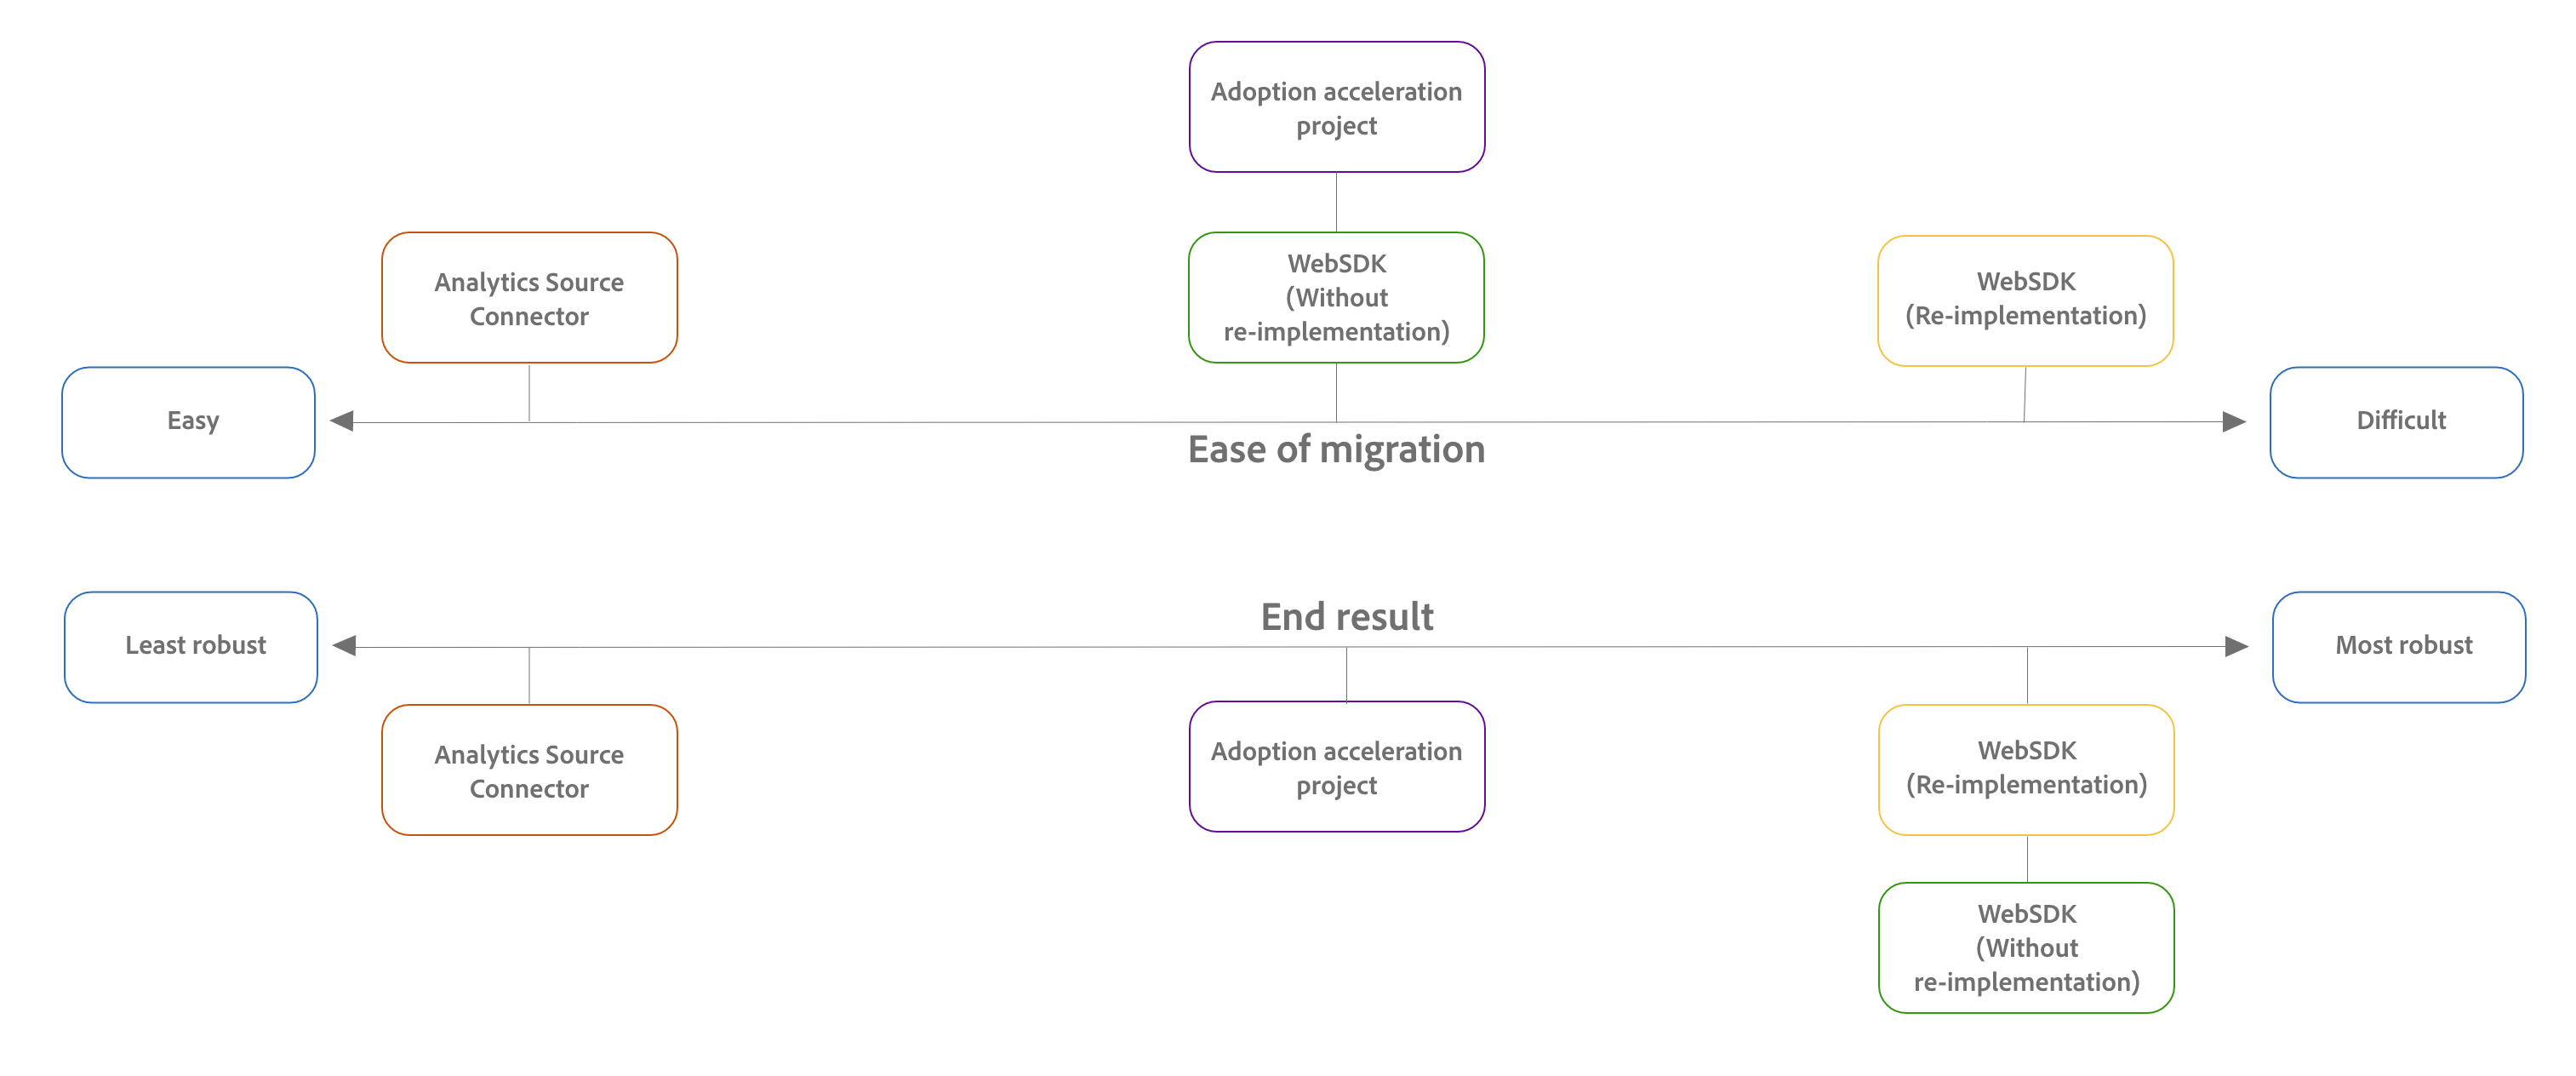 Adoption acceleration
project
Analytics Source
Connector
WebSDK
(Without
re-implementation)
WebSDK
(Re-implementation)
Easy
Difficult
Ease of migration
End result
Least robust
Most robust
Analytics Source
Connector
Adoption acceleration
project
WebSDK
(Re-implementation)
WebSDK
(Without
re-implementation)